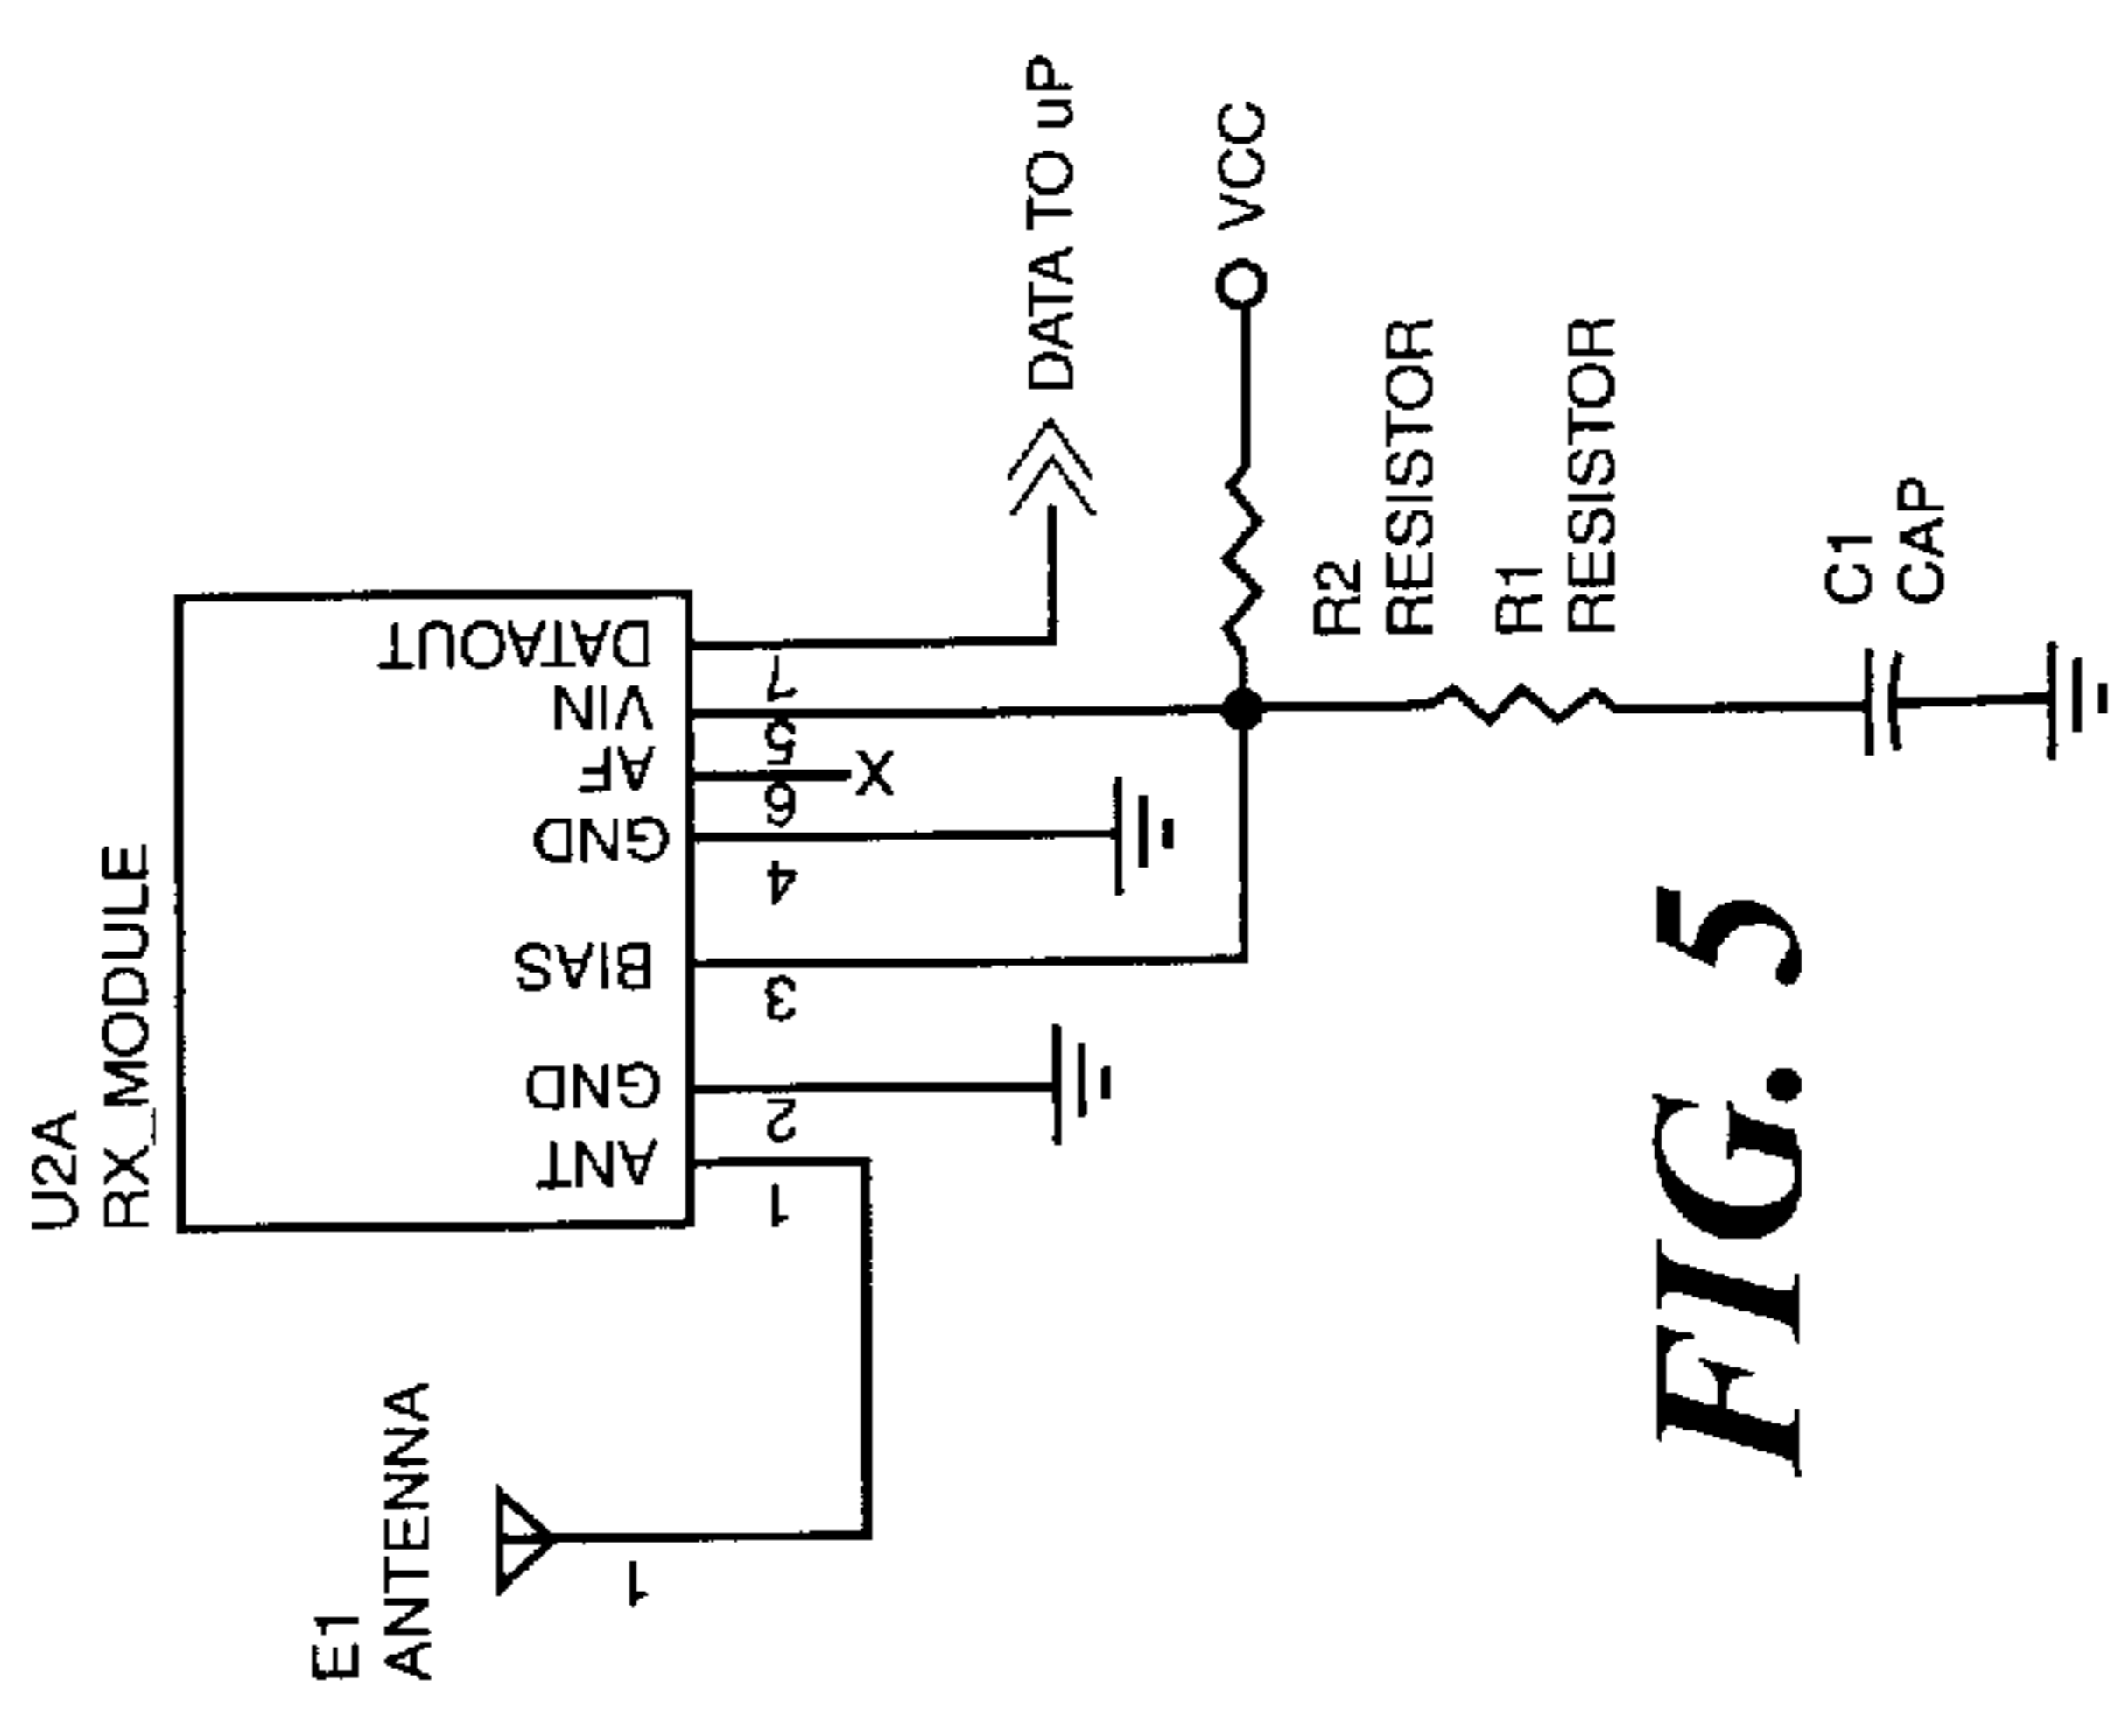 U2A
RX_MODULE
E1
ANTENNA
1
ANT
1
GND
2
BIAS
3
GND
4
AF
6
X
VIN
5
DATAOUT
7
DATA TO uP
VCC
R2
RESISTOR
R1
RESISTOR
C1
CAP
FIG. 5